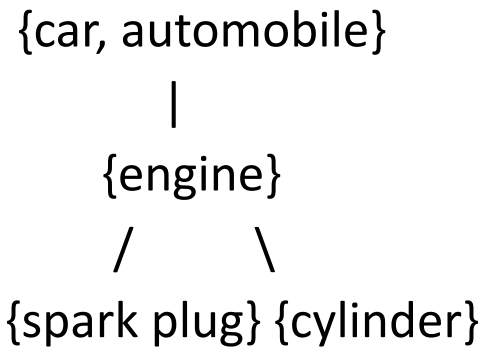 {car, automobile}
|
{engine}
/ \
{spark plug} {cylinder}